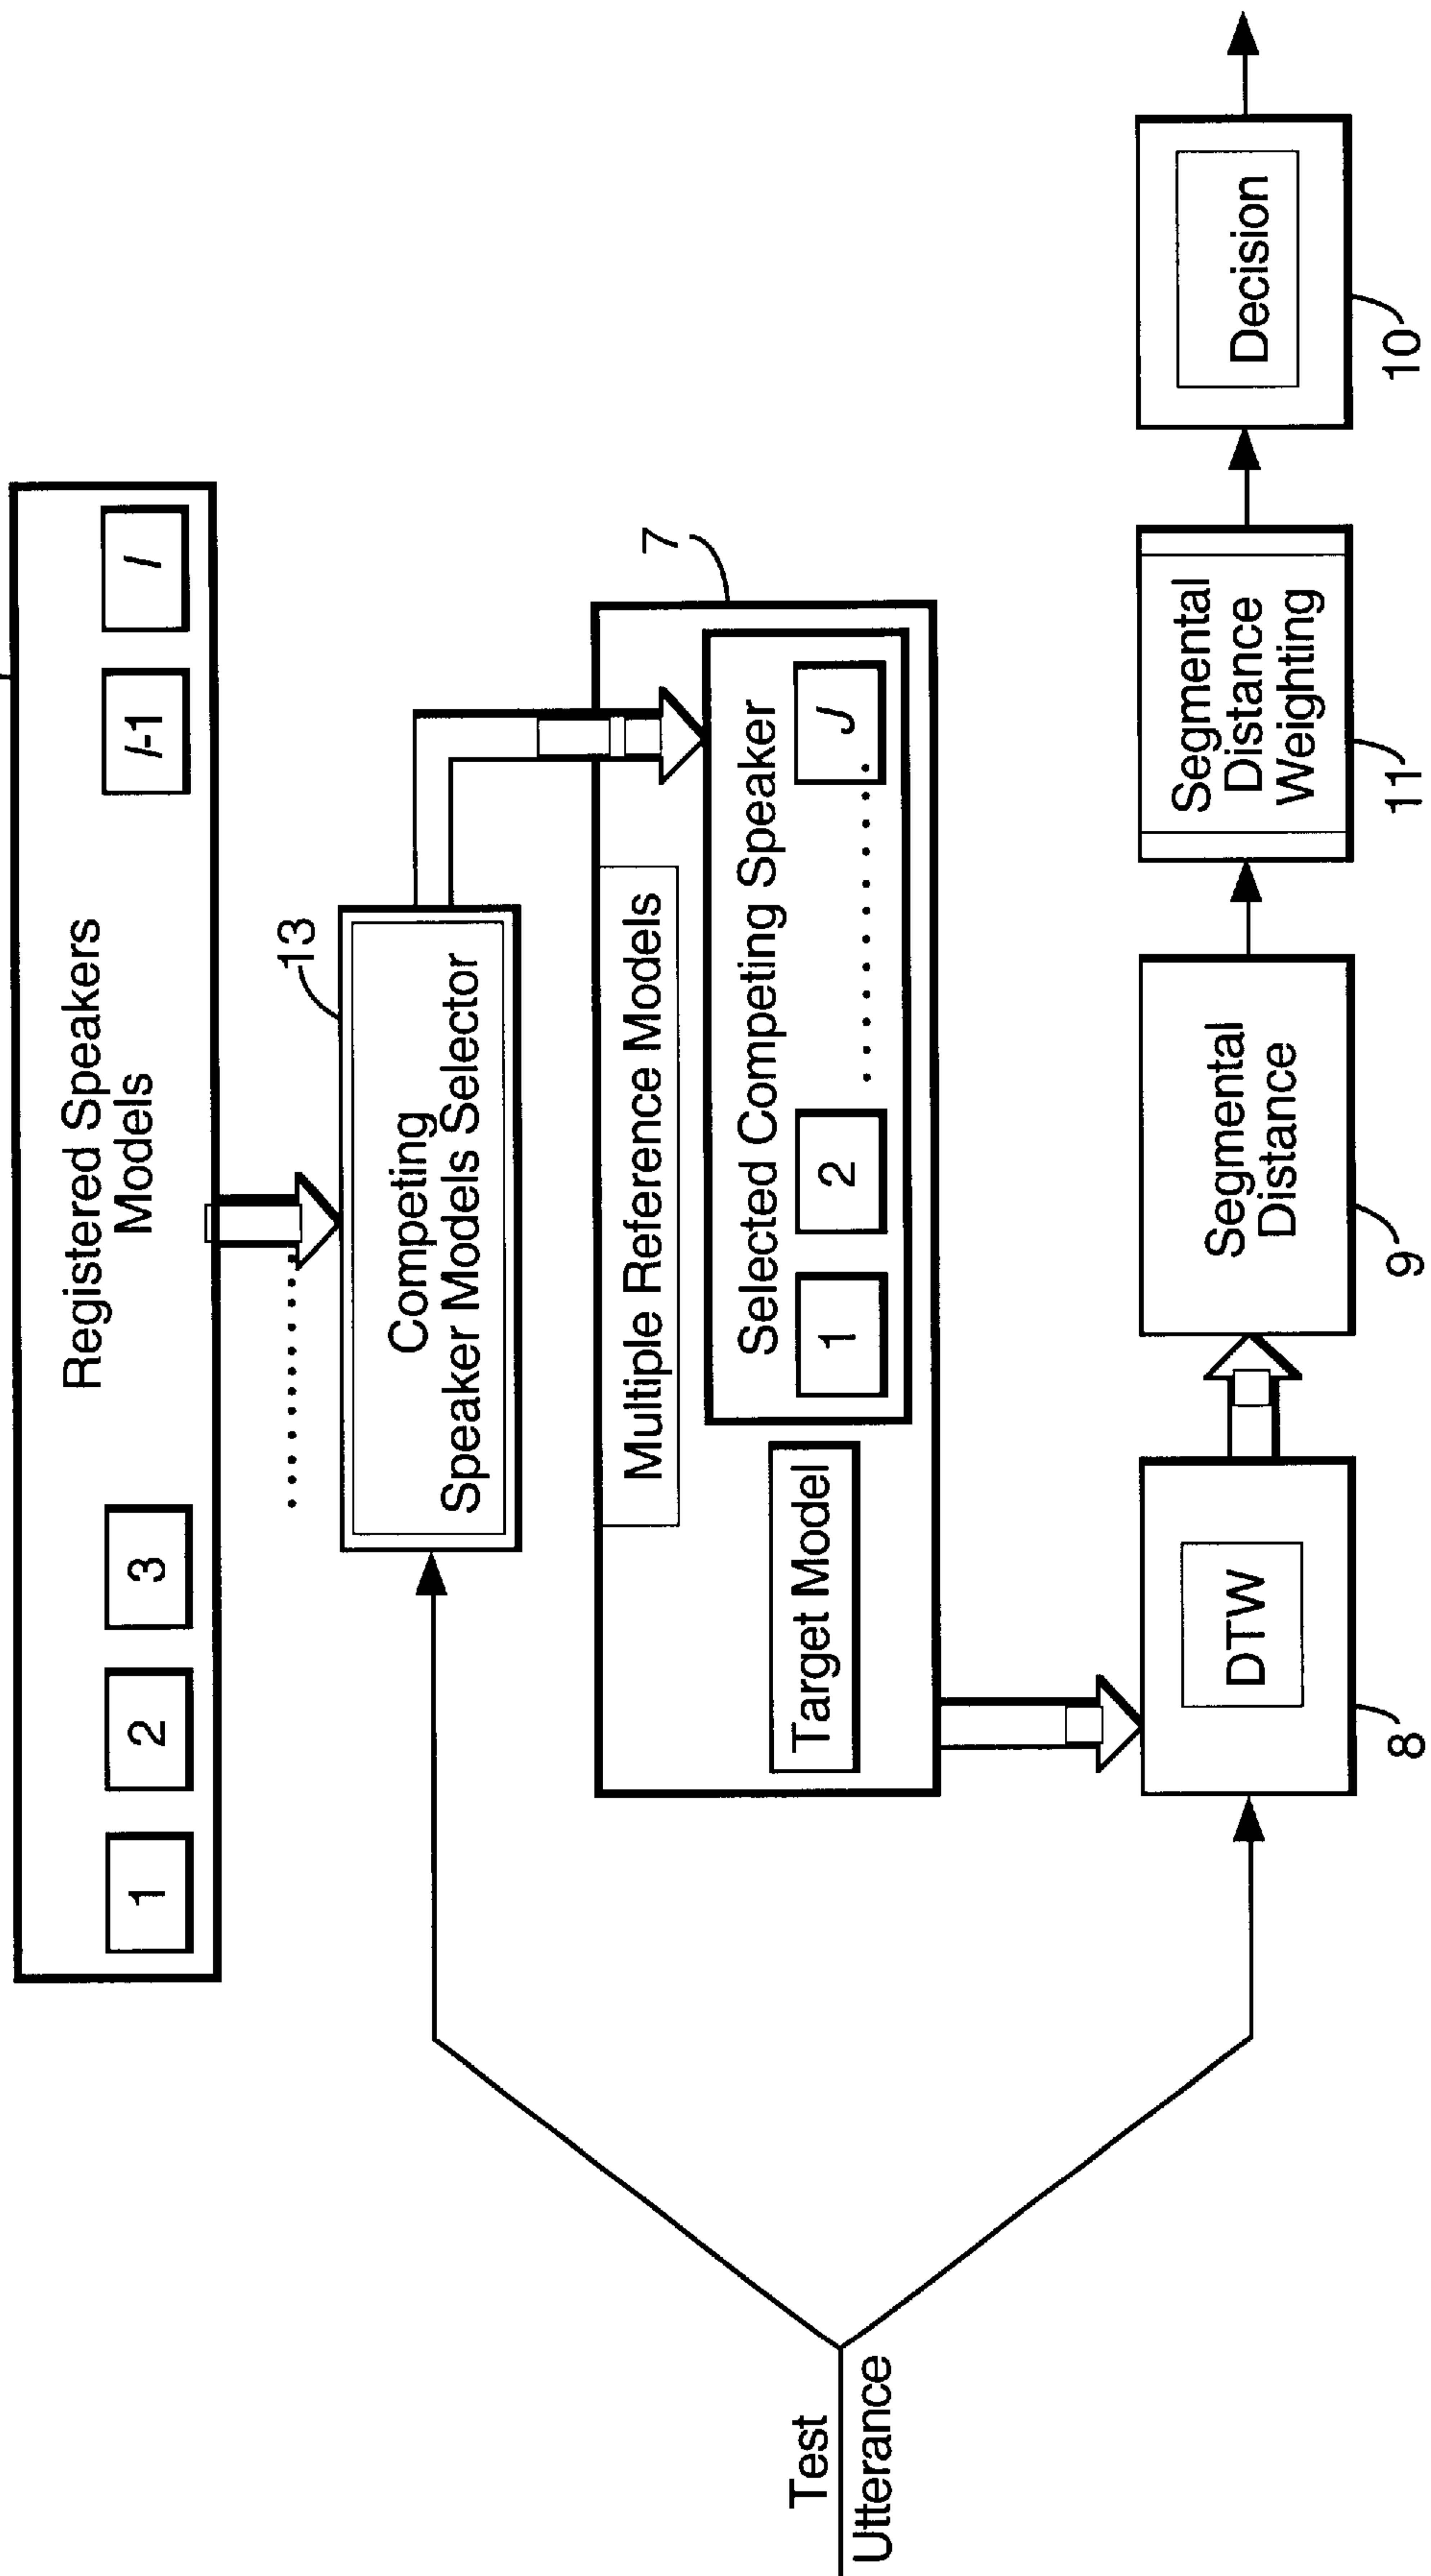 Registered Speakers
Models
1
2
3
I-1
I
13
Competing
Speaker Models Selector
7
Multiple Reference Models
Selected Competing Speaker
1
2
J
Target Model
Test
Utterance
DTW
8
Segmental
Distance
9
Segmental
Distance
Weighting
11
Decision
10